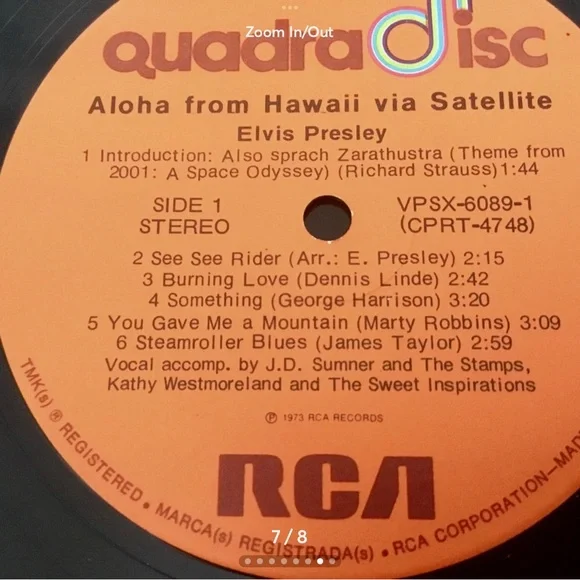 Zoom In/Out
quadradisc
Aloha from Hawaii via Satellite
Elvis Presley
1 Introduction: Also sprach Zarathustra (Theme from
2001: A Space Odyssey) (Richard Strauss)1:44
SIDE 1
STEREO
VPSX-6089-1
(CPRT-4748)
2 See See Rider (Arr.: E. Presley) 2:15
3 Burning Love (Dennis Linde) 2:42
4 Something (George Harrison) 3:20
5 You Gave Me a Mountain (Marty Robbins) 3:09
6 Steamroller Blues (James Taylor) 2:59
Vocal accomp. by J.D. Sumner and The Stamps,
Kathy Westmoreland and The Sweet Inspirations
℗ 1973 RCA RECORDS
RCA
TMK(s) ® REGISTERED • MARCA(s) REGISTRADA(s) • RCA CORPORATION—MAD
7 / 8